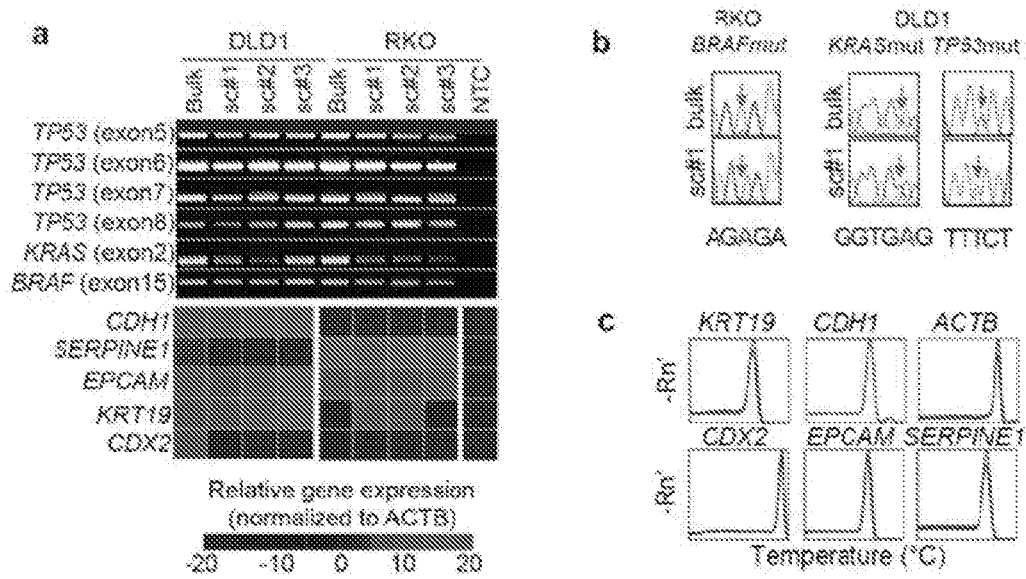 a
DLD1 RKO
Bulk sc#1 sc#2 sc#3 Bulk sc#1 sc#2 sc#3 NTC
TP53 (exon5)
TP53 (exon6)
TP53 (exon7)
TP53 (exon8)
KRAS (exon2)
BRAF (exon15)
CDH1
SERPINE1
EPCAM
KRT19
CDX2
Relative gene expression
(normalized to ACTB)
-20 -10 0 10 20
b
RKO DLD1
BRAFmut KRASmut TP53mut
bulk bulk
sc#1 sc#1
AGAGA GGTGAG TTTCT
c
KRT19 CDH1 ACTB
-Rn'
CDX2 EPCAM SERPINE1
-Rn'
Temperature (°C)